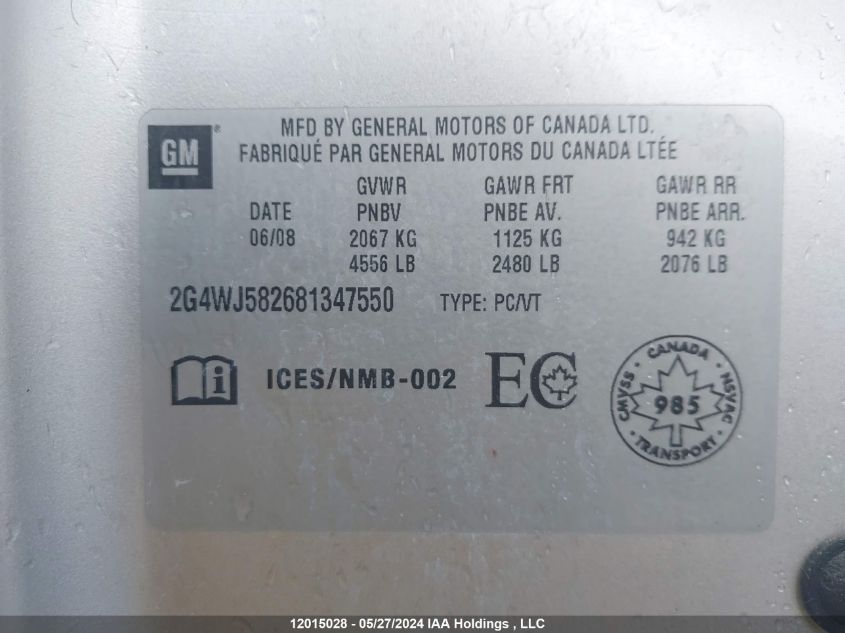 GM ®
MFD BY GENERAL MOTORS OF CANADA LTD.
FABRIQUÉ PAR GENERAL MOTORS DU CANADA LTÉE
GVWR GAWR FRT GAWR RR
DATE PNBV PNBE AV. PNBE ARR.
06/08 2067 KG 1125 KG 942 KG
4556 LB 2480 LB 2076 LB
2G4WJ582681347550 TYPE: PC/VT
i ICES/NMB-002 EC
CANADA
CMVSS · 985 · NSVAC
TRANSPORT
12015028 - 05/27/2024 IAA Holdings , LLC